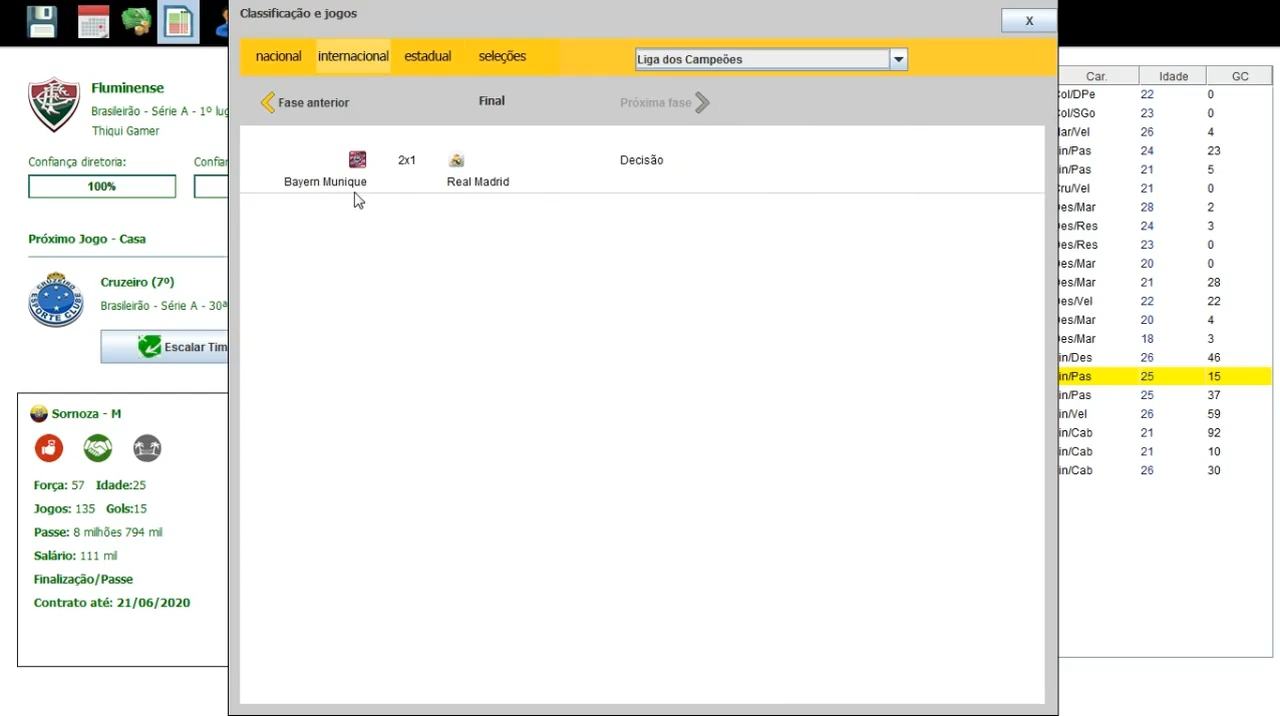 Classificação e jogos
X
nacional internacional estadual seleções
Liga dos Campeões
Fase anterior Final Próxima fase
2x1 Decisão
Bayern Munique Real Madrid
Fluminense
Brasileirão - Série A - 1º lug
Thiqui Gamer
Confiança diretoria:
Confian
100%
Próximo Jogo - Casa
Cruzeiro (7º)
Brasileirão - Série A - 30ª
Escalar Tim
Sornoza - M
Força: 57 Idade:25
Jogos: 135 Gols:15
Passe: 8 milhões 794 mil
Salário: 111 mil
Finalização/Passe
Contrato até: 21/06/2020
Car. Idade GC
Col/DPe 22 0
Col/SGo 23 0
Mar/Vel 26 4
in/Pas 24 23
in/Pas 21 5
Cru/Vel 21 0
Des/Mar 28 2
Des/Res 24 3
Des/Res 23 0
Des/Mar 20 0
Des/Mar 21 28
Des/Vel 22 22
Des/Mar 20 4
Des/Mar 18 3
in/Des 26 46
in/Pas 25 15
in/Pas 25 37
in/Vel 26 59
in/Cab 21 92
in/Cab 21 10
in/Cab 26 30